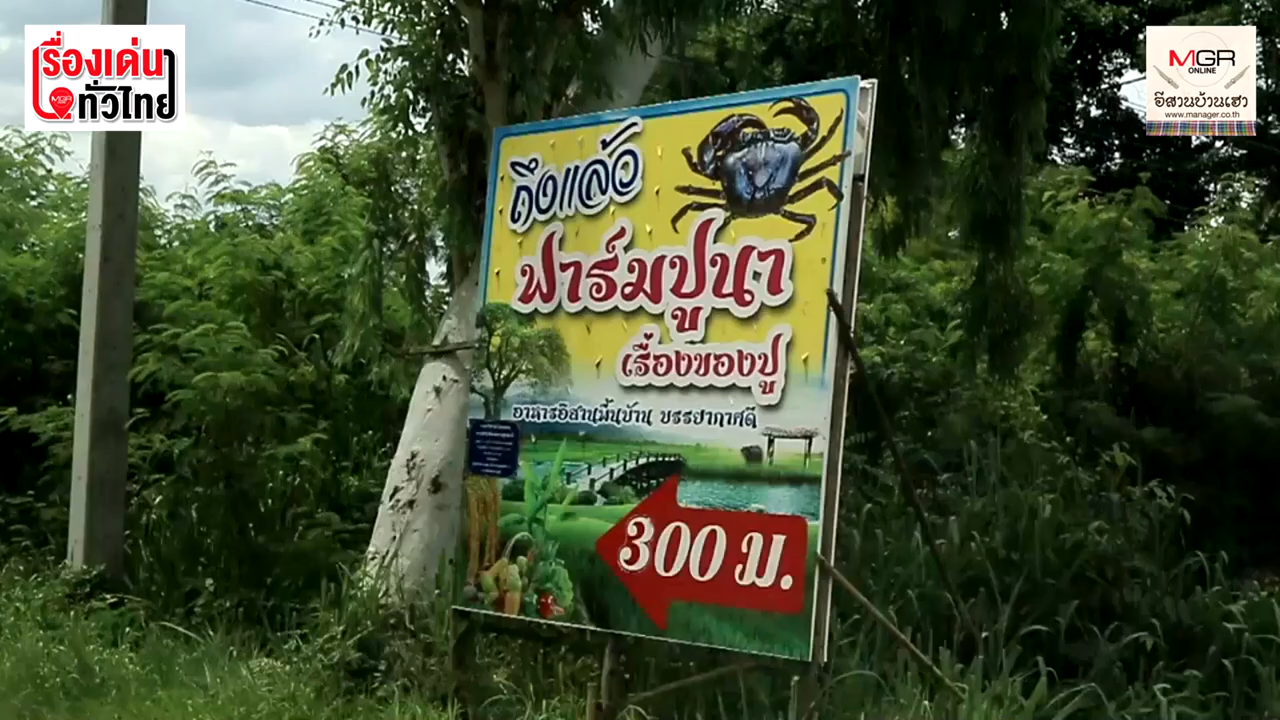 เรื่องเด่น
MGR
ทั่วไทย
MGR
ONLINE
อีสานบ้านเฮา
www.manager.co.th
ถึงแล้ว
ฟาร์มปูนา
เรื่องของปู
อาหารอิสานพื้นบ้าน บรรยากาศดี
300 ม.